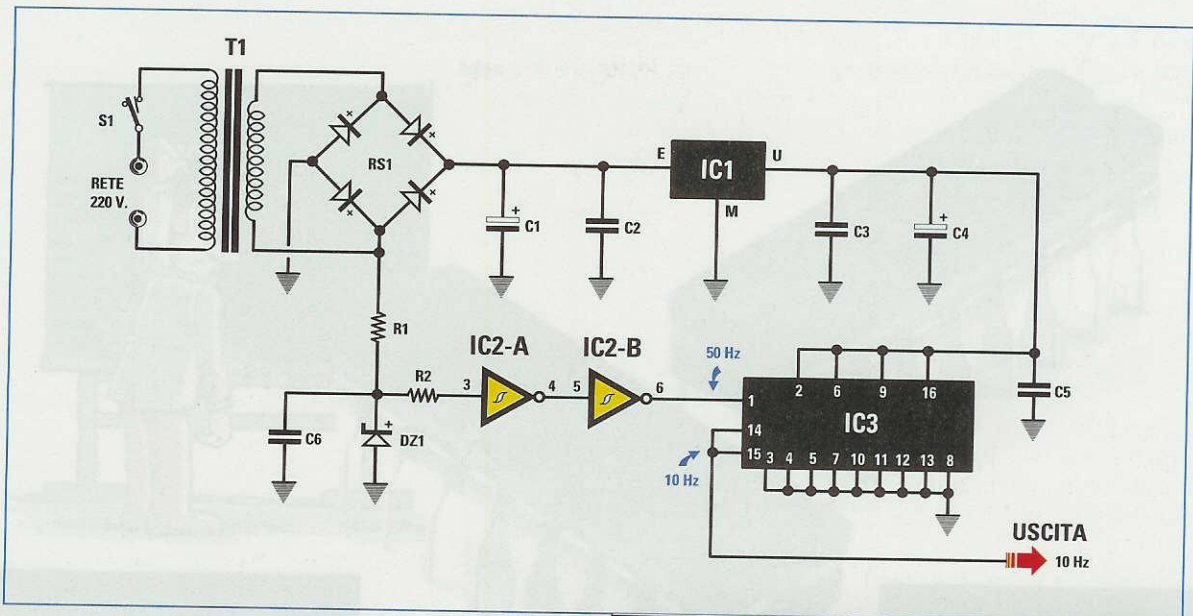 T1
S1
RETE
220 V.
RS1
E
IC1
U
M
+
C1
C2
C3
+
C4
R1
IC2-A
IC2-B
50 Hz
R2
3
4
5
6
1
2
6
9
16
C5
IC3
14
15
3
4
5
7
10
11
12
13
8
10 Hz
C6
+
DZ1
USCITA
10 Hz